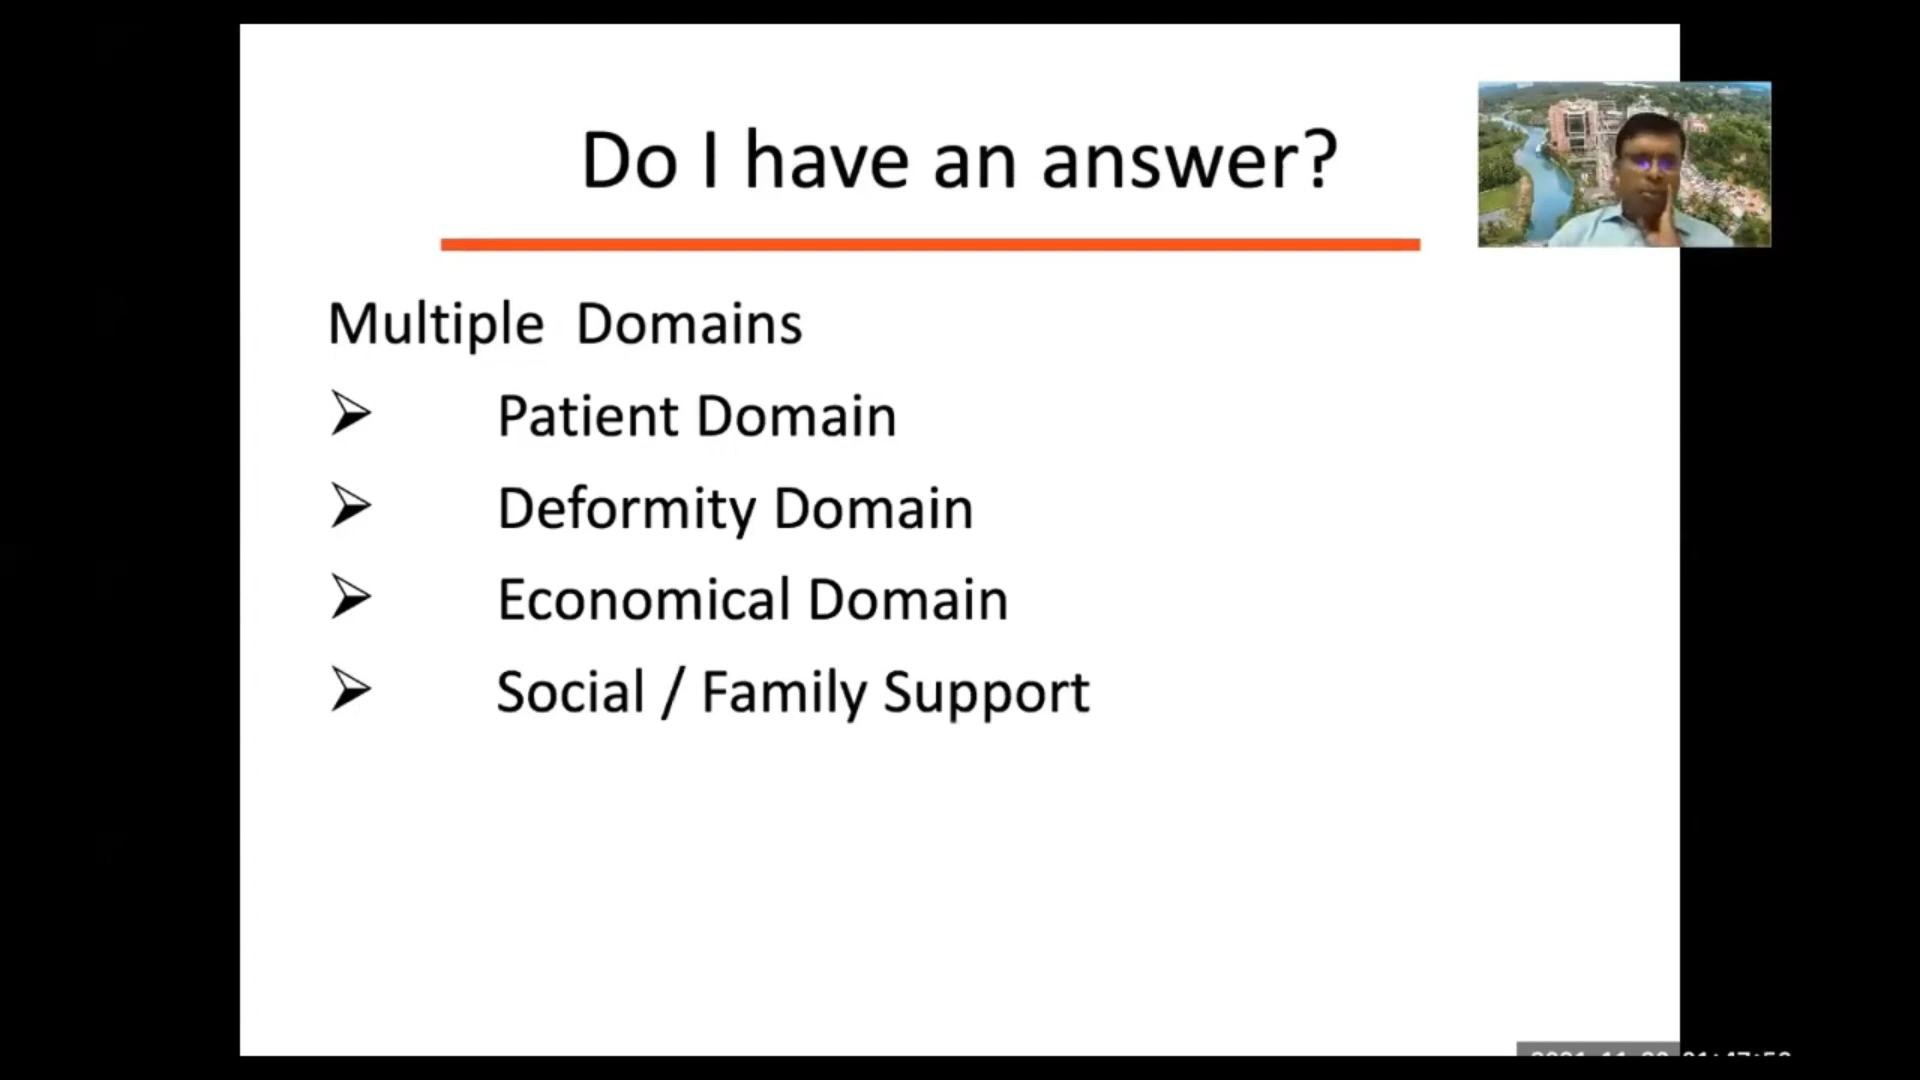 Do I have an answer?
Multiple Domains
➢ Patient Domain
➢ Deformity Domain
➢ Economical Domain
➢ Social / Family Support